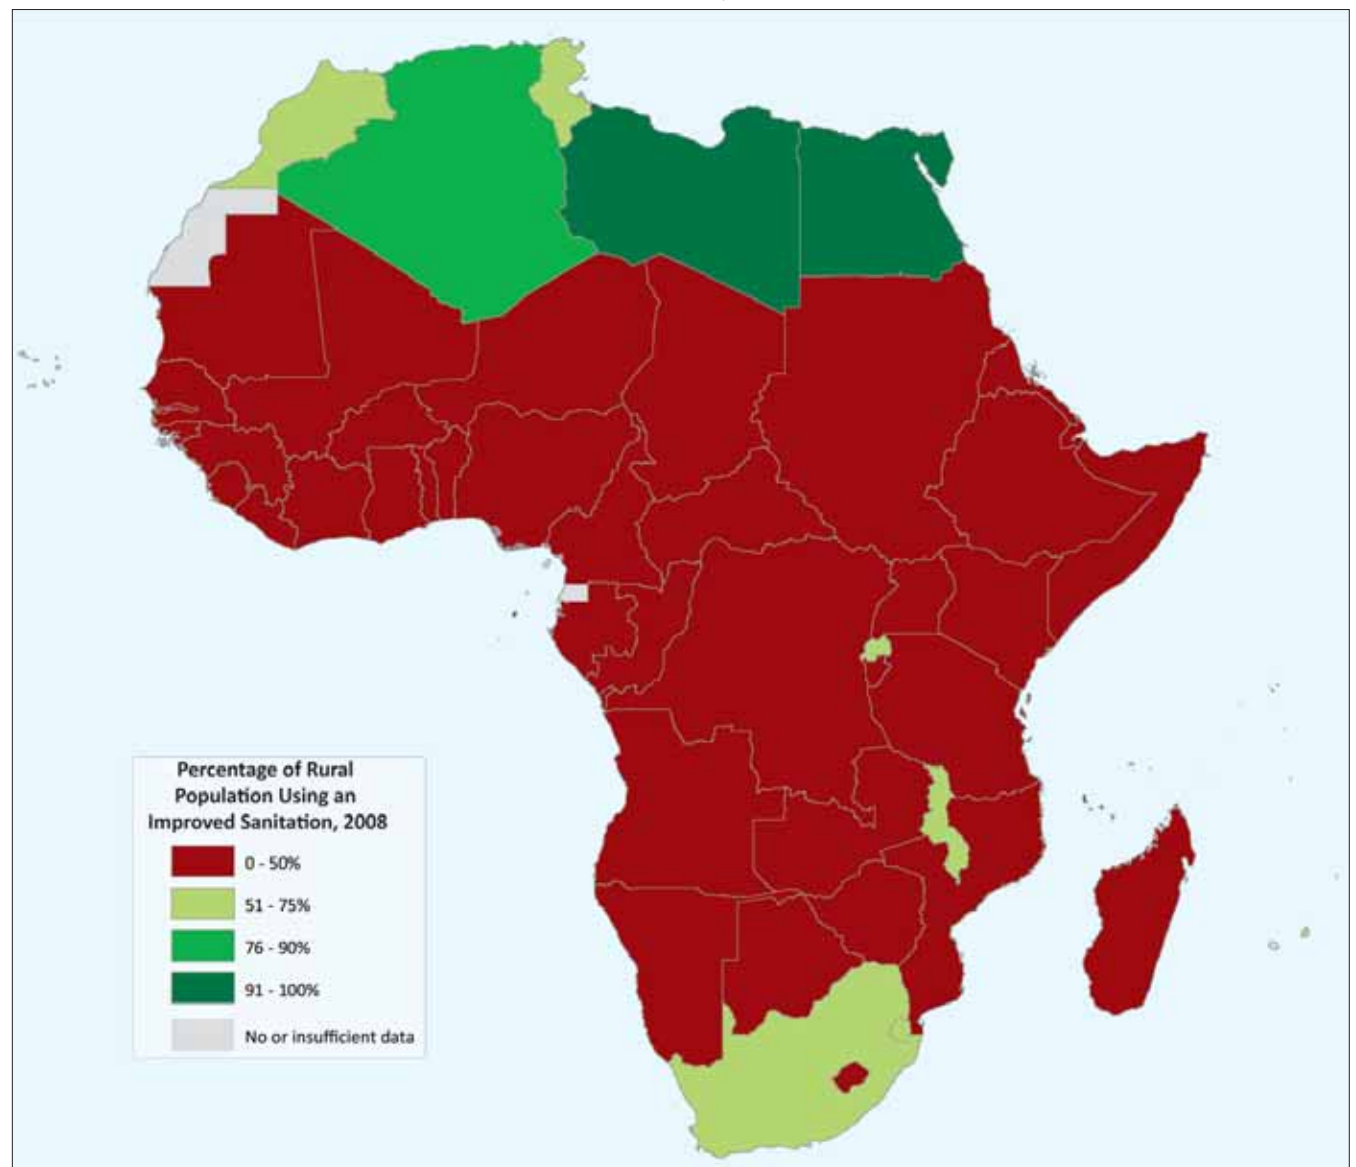 Percentage of Rural
Population Using an
Improved Sanitation, 2008
0 - 50%
51 - 75%
76 - 90%
91 - 100%
No or insufficient data